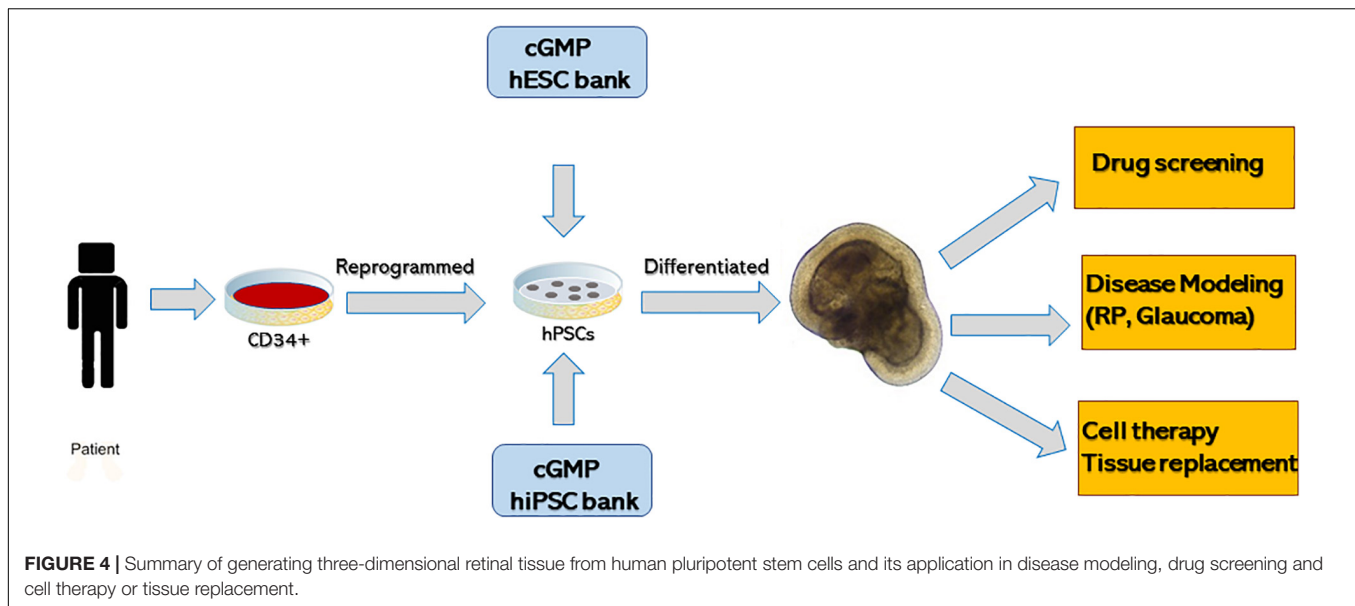 cGMP
hESC bank
Patient
CD34+
Reprogrammed
hPSCs
Differentiated
cGMP
hiPSC bank
Drug screening
Disease Modeling
(RP, Glaucoma)
Cell therapy
Tissue replacement
FIGURE 4 | Summary of generating three-dimensional retinal tissue from human pluripotent stem cells and its application in disease modeling, drug screening and
cell therapy or tissue replacement.